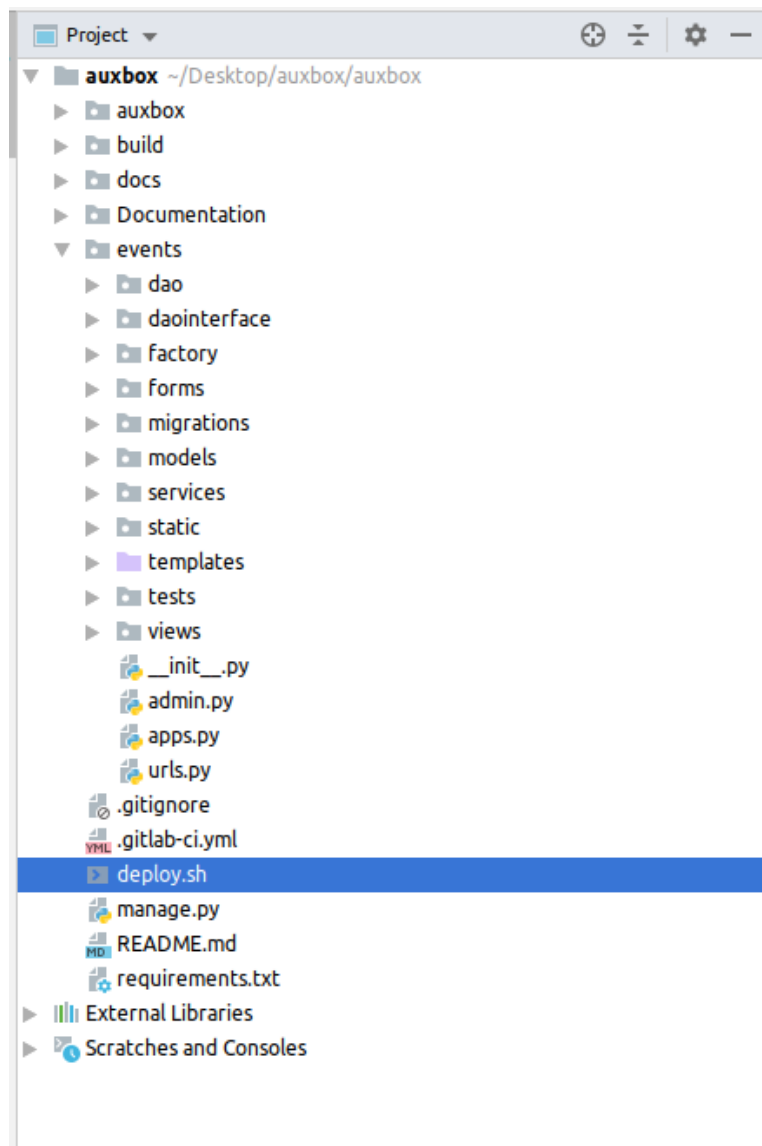 Project
auxbox ~/Desktop/auxbox/auxbox
auxbox
build
docs
Documentation
events
dao
daointerface
factory
forms
migrations
models
services
static
templates
tests
views
__init__.py
admin.py
apps.py
urls.py
.gitignore
YML .gitlab-ci.yml
deploy.sh
manage.py
MD README.md
requirements.txt
External Libraries
Scratches and Consoles